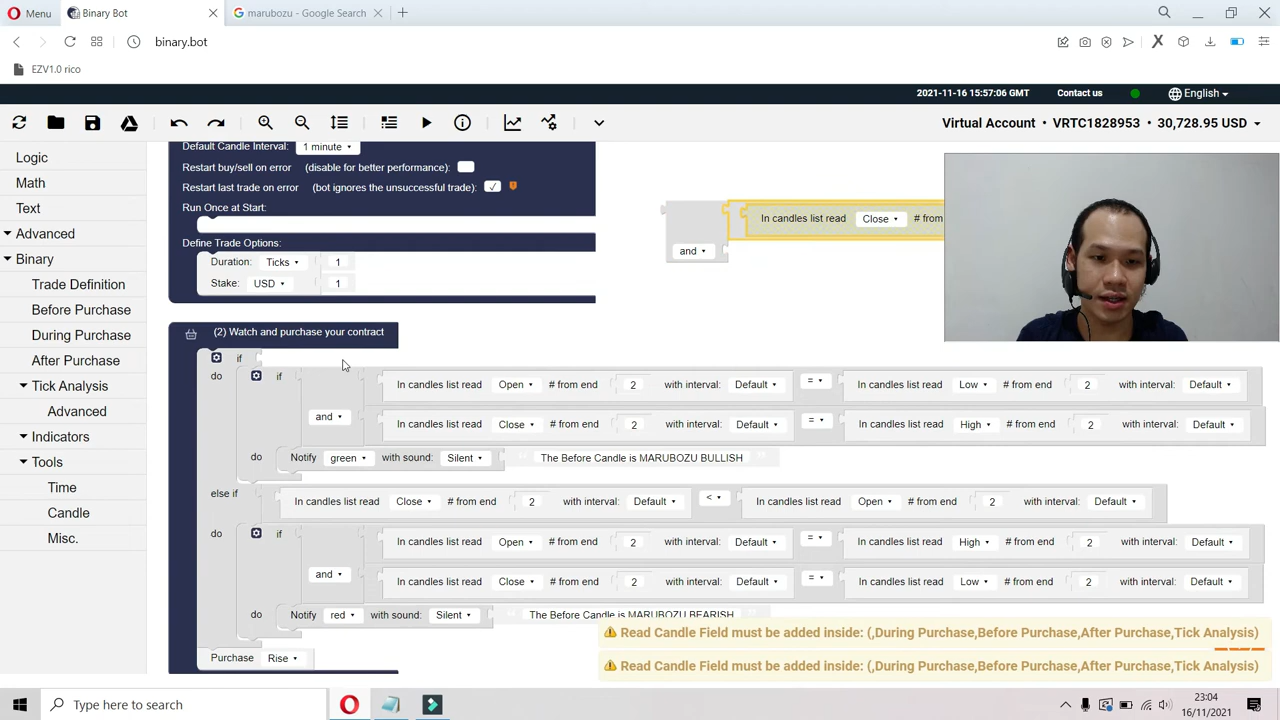 Menu
Binary Bot
marubozu - Google Search
binary.bot
EZV1.0 rico
2021-11-16 15:57:06 GMT
Contact us
English
Virtual Account • VRTC1828953 • 30,728.95 USD
Logic
Math
Text
Advanced
Binary
Trade Definition
Before Purchase
During Purchase
After Purchase
Tick Analysis
Advanced
Indicators
Tools
Time
Candle
Misc.
Default Candle Interval: 1 minute
Restart buy/sell on error (disable for better performance):
Restart last trade on error (bot ignores the unsuccessful trade):
Run Once at Start:
Define Trade Options:
Duration: Ticks 1
Stake: USD 1
In candles list read Close # from
and
(2) Watch and purchase your contract
if
do if In candles list read Open # from end 2 with interval: Default = In candles list read Low # from end 2 with interval: Default
and
In candles list read Close # from end 2 with interval: Default = In candles list read High # from end 2 with interval: Default
do Notify green with sound: Silent The Before Candle is MARUBOZU BULLISH
else if In candles list read Close # from end 2 with interval: Default < In candles list read Open # from end 2 with interval: Default
do if In candles list read Open # from end 2 with interval: Default = In candles list read High # from end 2 with interval: Default
and
In candles list read Close # from end 2 with interval: Default = In candles list read Low # from end 2 with interval: Default
do Notify red with sound: Silent The Before Candle is MARUBOZU BEARISH
Purchase Rise
Read Candle Field must be added inside: (,During Purchase,Before Purchase,After Purchase,Tick Analysis)
Read Candle Field must be added inside: (,During Purchase,Before Purchase,After Purchase,Tick Analysis)
Type here to search
23:04
16/11/2021